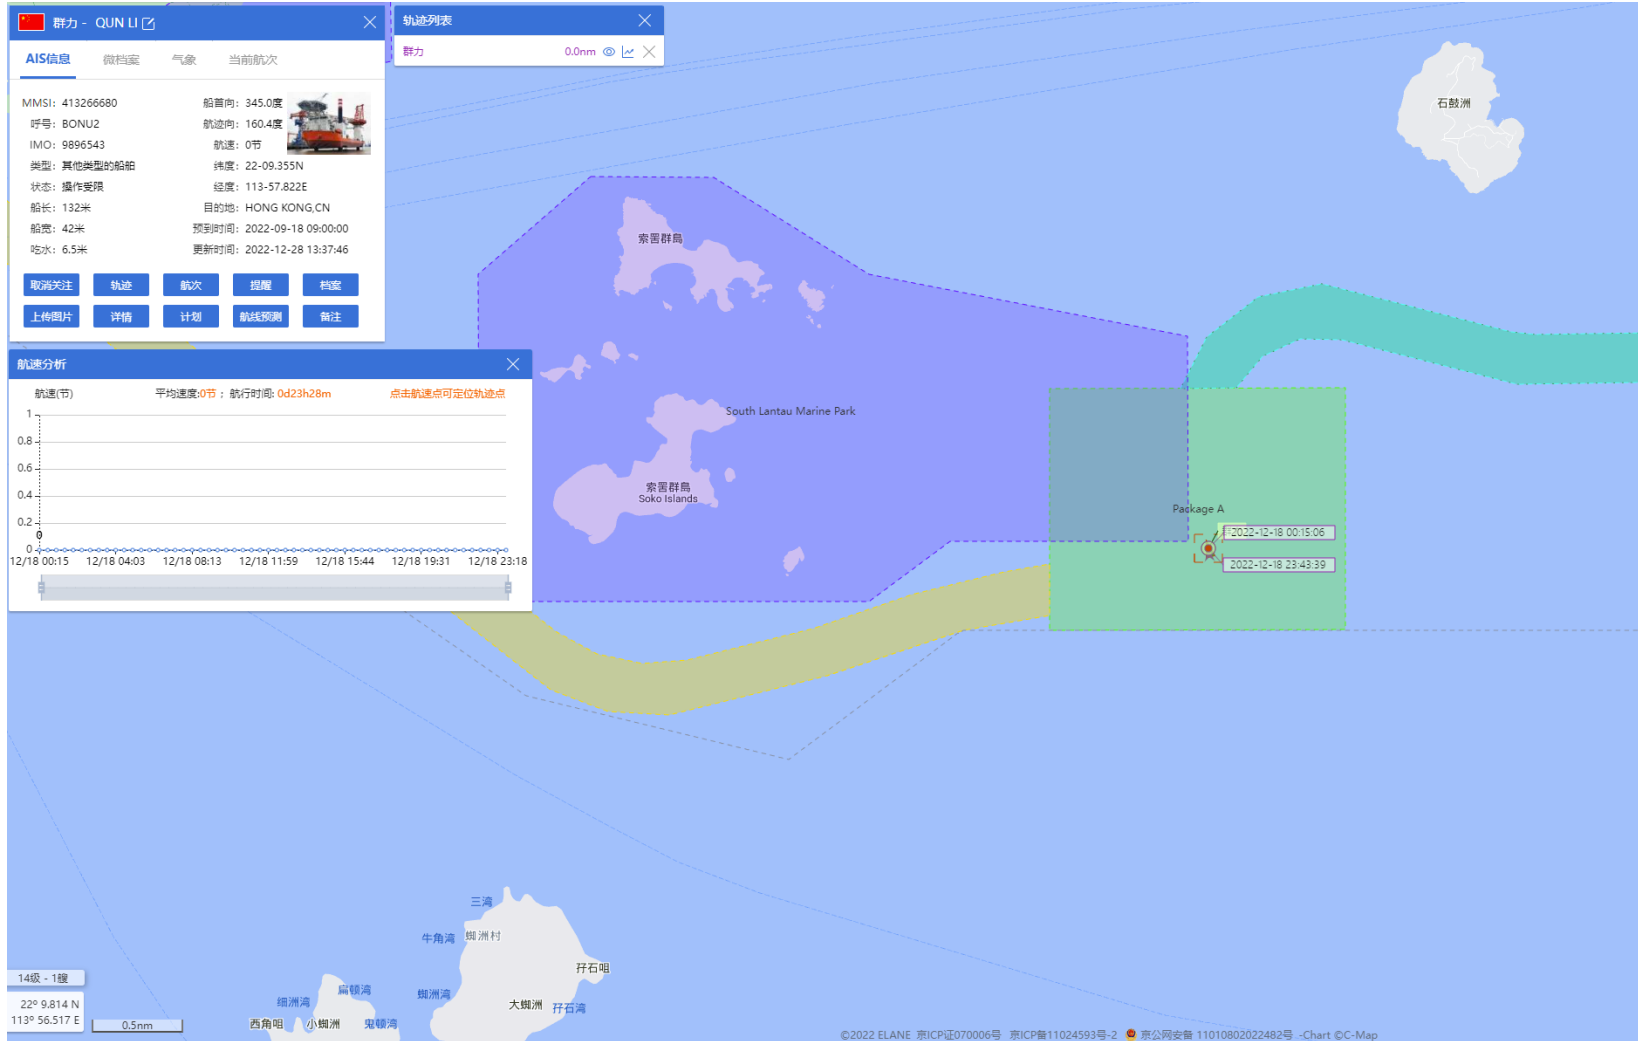 群力 - QUN LI
AIS信息 微档案 气象 当前航次
MMSI: 413266680 船首向: 345.0度
呼号: BONU2 航迹向: 160.4度
IMO: 9896543 航速: 0节
类型: 其他类型的船舶 纬度: 22-09.355N
状态: 操作受限 经度: 113-57.822E
船长: 132米 目的地: HONG KONG,CN
船宽: 42米 预到时间: 2022-09-18 09:00:00
吃水: 6.5米 更新时间: 2022-12-28 13:37:46
取消关注 轨迹 航次 提醒 档案
上传图片 详情 计划 航线预测 备注
轨迹列表
群力 0.0nm
航速分析
航速(节) 平均速度:0节 ; 航行时间: 0d23h28m 点击航速点可定位轨迹点
1
0.8
0.6
0.4
0.2
0
0
12/18 00:15 12/18 04:03 12/18 08:13 12/18 11:59 12/18 15:44 12/18 19:31 12/18 23:18
石鼓洲
索罟群島
South Lantau Marine Park
索罟群島
Soko Islands
Package A
2022-12-18 00:15:06
2022-12-18 23:43:39
三湾
牛角湾 蜘洲村
孖石咀
扁顿湾 蜘洲湾
细洲湾 大蜘洲 孖石湾
西角咀 小蜘洲 鬼顿湾
14级 - 1艘
22º 9.814 N
113º 56.517 E
0.5nm
©2022 ELANE 京ICP证070006号 京ICP备11024593号-2 京公网安备 11010802022482号 -Chart ©C-Map